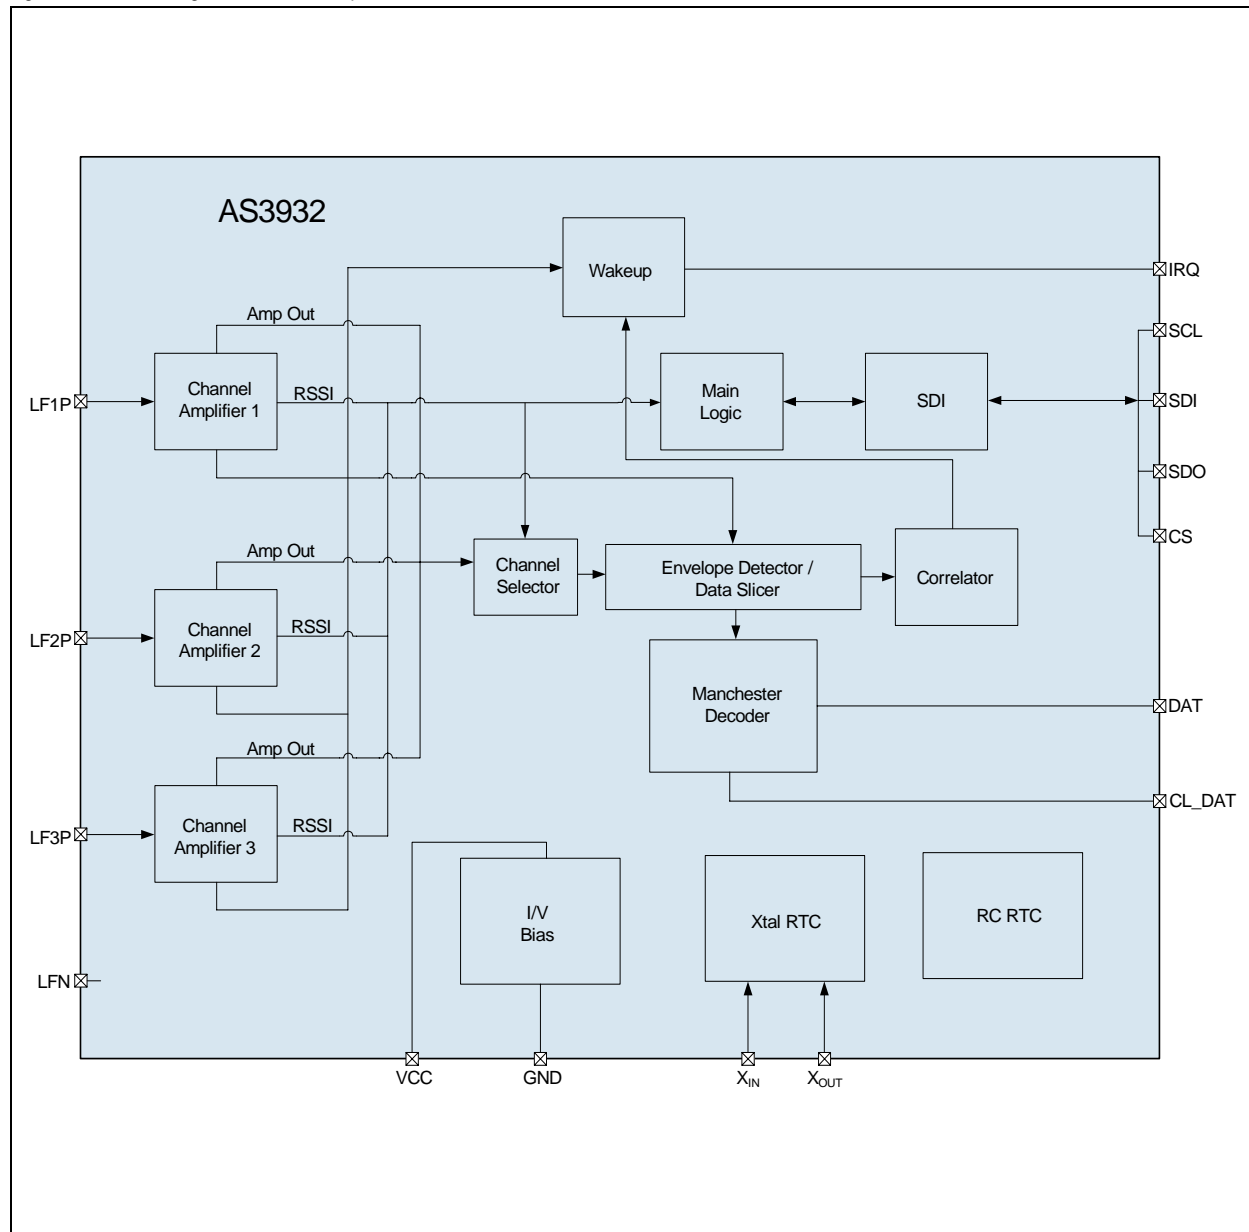 AS3932
Wakeup
IRQ
Amp Out
SCL
Channel
Amplifier 1
RSSI
Main
Logic
SDI
LF1P
SDI
SDO
Amp Out
Channel
Selector
Envelope Detector /
Data Slicer
Correlator
CS
Channel
Amplifier 2
RSSI
LF2P
Manchester
Decoder
DAT
Amp Out
Channel
Amplifier 3
RSSI
LF3P
CL_DAT
I/V
Bias
Xtal RTC
RC RTC
LFN
VCC
GND
XIN
XOUT